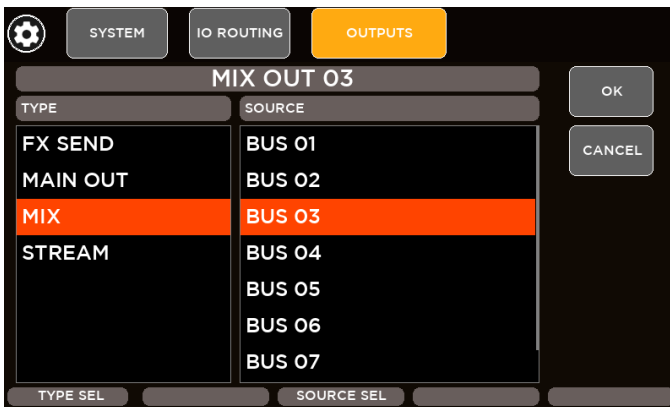 SYSTEM IO ROUTING OUTPUTS
MIX OUT 03
OK
TYPE SOURCE
FX SEND BUS 01
CANCEL
MAIN OUT BUS 02
MIX BUS 03
STREAM BUS 04
BUS 05
BUS 06
BUS 07
TYPE SEL SOURCE SEL